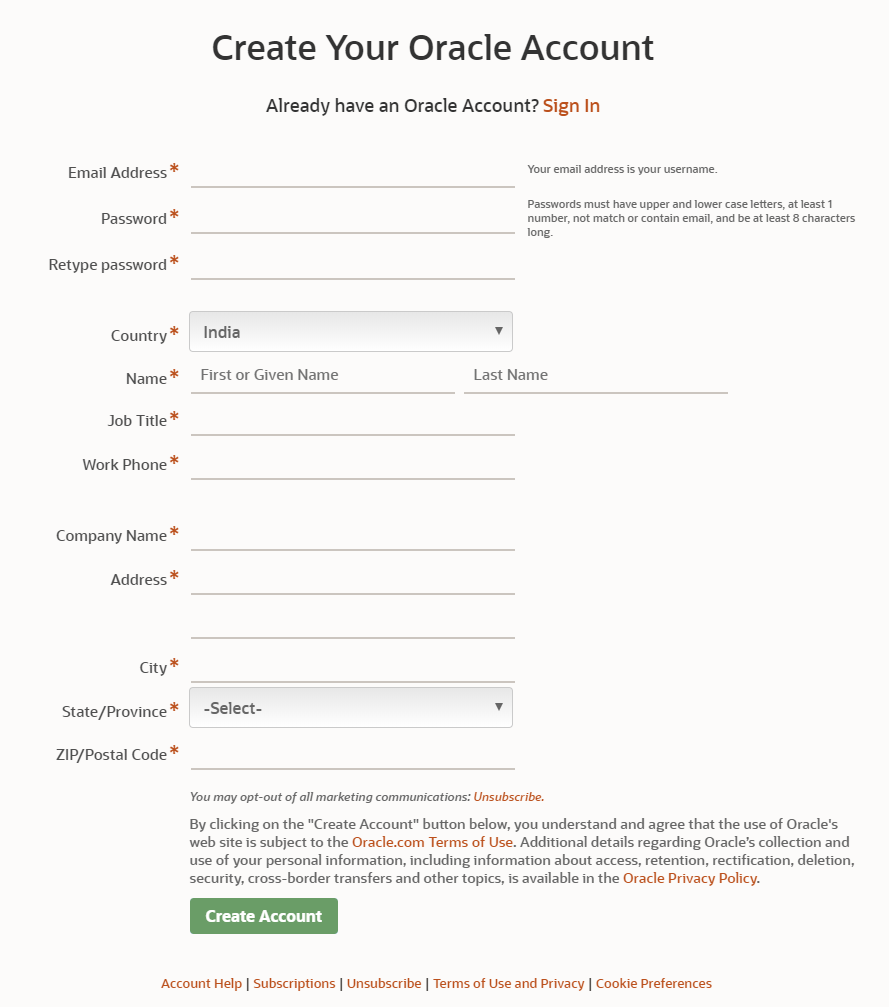 Create Your Oracle Account
Already have an Oracle Account? Sign In
Email Address*
Your email address is your username.
Password*
Passwords must have upper and lower case letters, at least 1
number, not match or contain email, and be at least 8 characters
long.
Retype password*
Country* India ▼
Name* First or Given Name Last Name
Job Title*
Work Phone*
Company Name*
Address*
City*
State/Province* -Select- ▼
ZIP/Postal Code*
You may opt-out of all marketing communications: Unsubscribe.
By clicking on the "Create Account" button below, you understand and agree that the use of Oracle's
web site is subject to the Oracle.com Terms of Use. Additional details regarding Oracle's collection and
use of your personal information, including information about access, retention, rectification, deletion,
security, cross-border transfers and other topics, is available in the Oracle Privacy Policy.
Create Account
Account Help | Subscriptions | Unsubscribe | Terms of Use and Privacy | Cookie Preferences